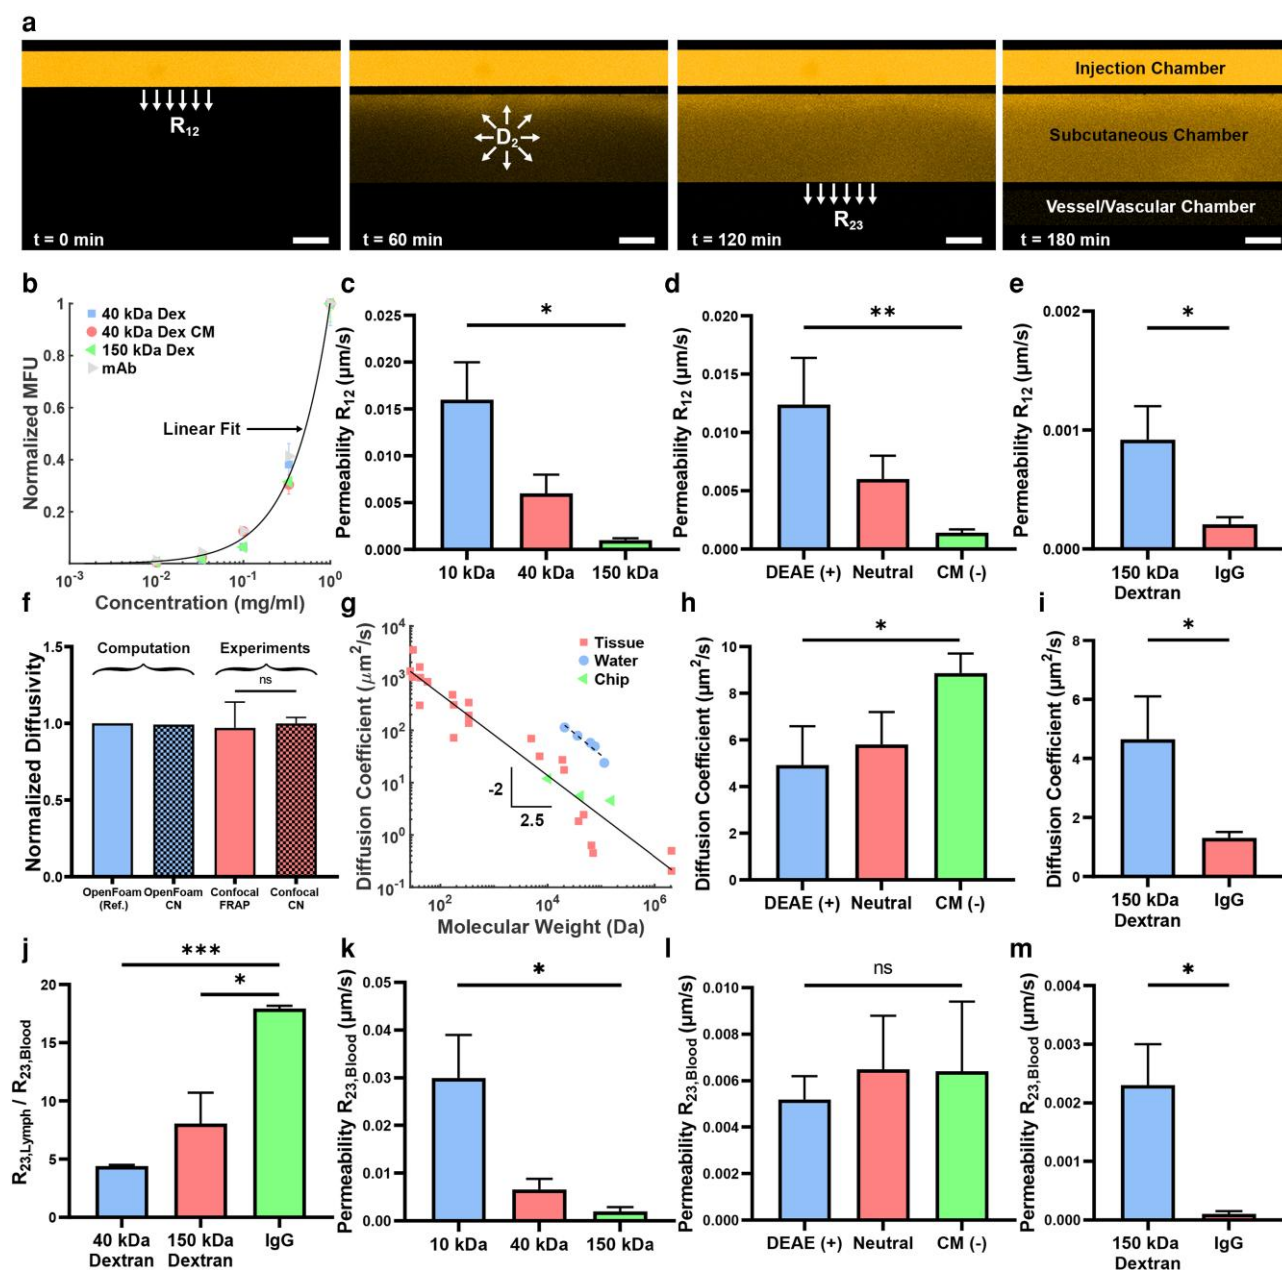 a
R12
t = 0 min
D2
t = 60 min
R23
t = 120 min
Injection Chamber
Subcutaneous Chamber
Vessel/Vascular Chamber
t = 180 min
b
Normalized MFU
1
0.8
0.6
0.4
0.2
40 kDa Dex
40 kDa Dex CM
150 kDa Dex
mAb
Linear Fit
10⁻³
10⁻²
10⁻¹
10⁰
Concentration (mg/ml)
c
Permeability R12 (µm/s)
0.025
0.020
0.015
0.010
0.005
0.000
*
10 kDa
40 kDa
150 kDa
d
Permeability R12 (µm/s)
0.020
0.015
0.010
0.005
0.000
**
DEAE (+)
Neutral
CM (-)
e
Permeability R12 (µm/s)
0.002
0.001
0.000
*
150 kDa
Dextran
IgG
f
Normalized Diffusivity
1.5
1.0
0.5
0.0
Computation
Experiments
ns
OpenFoam
(Ref.)
OpenFoam
CN
Confocal
FRAP
Confocal
CN
g
Diffusion Coefficient (µm²/s)
10⁴
10³
10²
10¹
10⁰
10⁻¹
Tissue
Water
Chip
-2
2.5
10²
10⁴
10⁶
Molecular Weight (Da)
h
Diffusion Coefficient (µm²/s)
10
8
6
4
2
0
*
DEAE (+)
Neutral
CM (-)
i
Diffusion Coefficient (µm²/s)
8
6
4
2
0
*
150 kDa
Dextran
IgG
j
R23,Lymph / R23,Blood
20
15
10
5
0
***
*
40 kDa
Dextran
150 kDa
Dextran
IgG
k
Permeability R23,Blood (µm/s)
0.05
0.04
0.03
0.02
0.01
0.00
*
10 kDa
40 kDa
150 kDa
l
Permeability R23,Blood (µm/s)
0.010
0.008
0.006
0.004
0.002
0.000
ns
DEAE (+)
Neutral
CM (-)
m
Permeability R23,Blood (µm/s)
0.004
0.003
0.002
0.001
0.000
*
150 kDa
Dextran
IgG